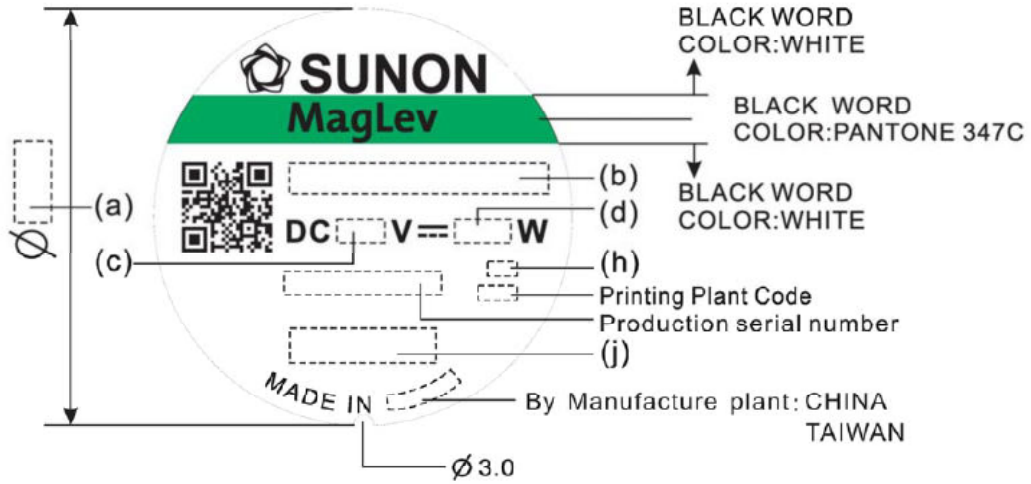 BLACK WORD
COLOR:WHITE
SUNON
MagLev
BLACK WORD
COLOR:PANTONE 347C
(a)
(b)
BLACK WORD
COLOR:WHITE
(d)
DC V⎓ W
(c)
(h)
Printing Plant Code
Production serial number
(j)
MADE IN
By Manufacture plant: CHINA
TAIWAN
Ø
Ø3.0